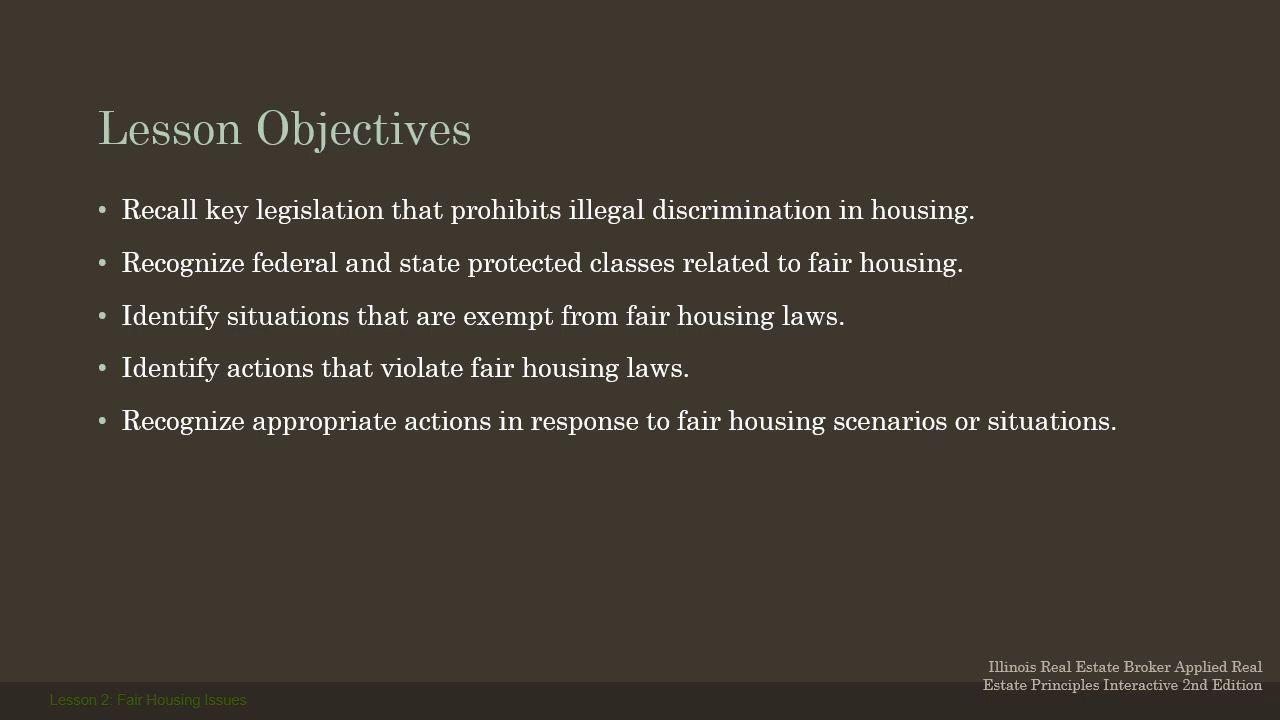 Lesson Objectives
• Recall key legislation that prohibits illegal discrimination in housing.
• Recognize federal and state protected classes related to fair housing.
• Identify situations that are exempt from fair housing laws.
• Identify actions that violate fair housing laws.
• Recognize appropriate actions in response to fair housing scenarios or situations.
Illinois Real Estate Broker Applied Real
Estate Principles Interactive 2nd Edition
Lesson 2: Fair Housing Issues